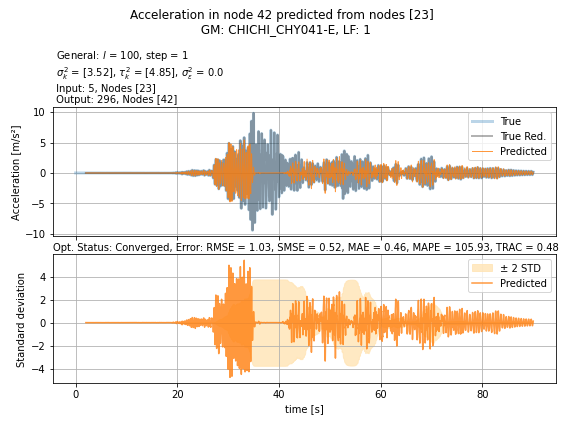 Acceleration in node 42 predicted from nodes [23]
GM: CHICHI_CHY041-E, LF: 1
General: l = 100, step = 1
σ²ₖ = [3.52], τ²ₖ = [4.85], σ²ε = 0.0
Input: 5, Nodes [23]
Output: 296, Nodes [42]
Acceleration [m/s²]
10
5
0
−5
−10
True
True Red.
Predicted
Opt. Status: Converged, Error: RMSE = 1.03, SMSE = 0.52, MAE = 0.46, MAPE = 105.93, TRAC = 0.48
Standard deviation
4
2
0
−2
−4
± 2 STD
Predicted
0 20 40 60 80
time [s]